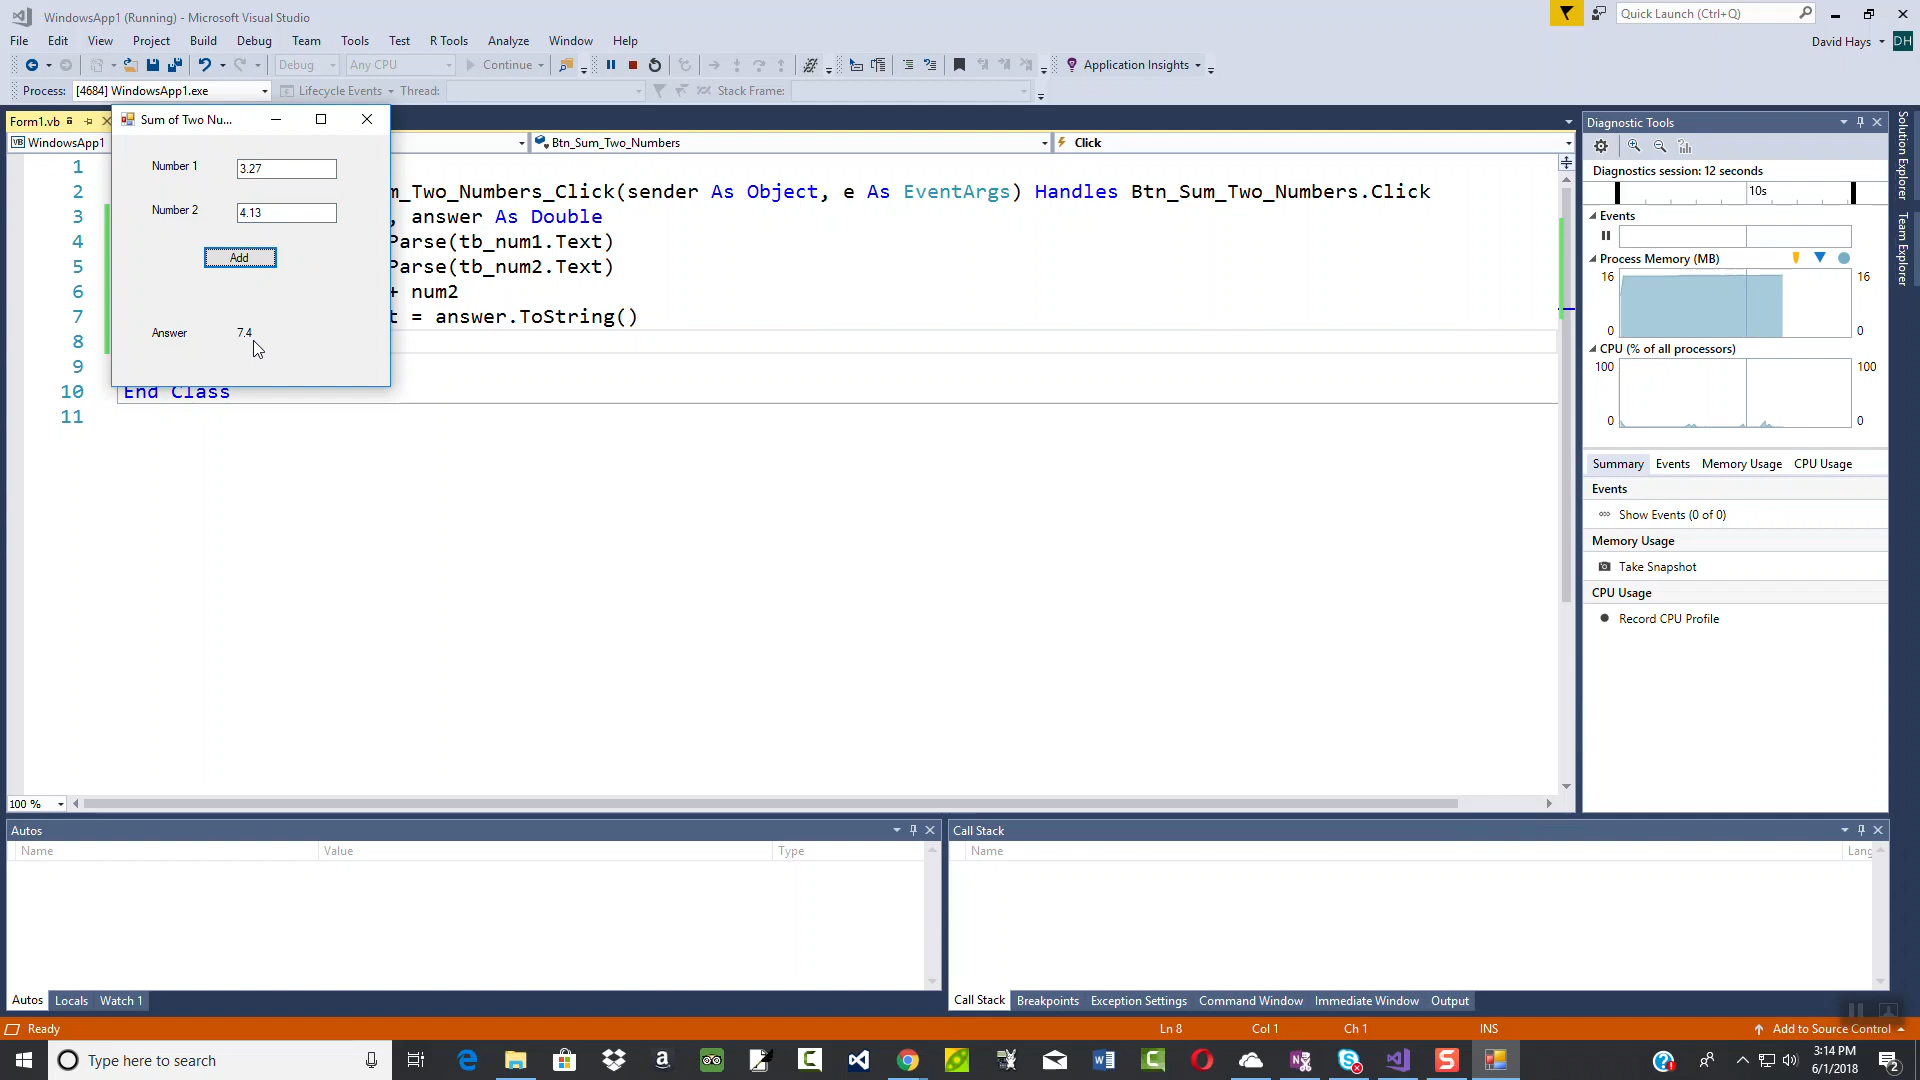 WindowsApp1 (Running) - Microsoft Visual Studio
Quick Launch (Ctrl+Q)
File Edit View Project Build Debug Team Tools Test R Tools Analyze Window Help
David Hays DH
Debug Any CPU Continue Application Insights
Process: [4684] WindowsApp1.exe Lifecycle Events Thread: Stack Frame:
Form1.vb
Sum of Two Nu...
VB WindowsApp1 Btn_Sum_Two_Numbers Click
Number 1 3.27
Number 2 4.13
Add
Answer 7.4
1
2 m_Two_Numbers_Click(sender As Object, e As EventArgs) Handles Btn_Sum_Two_Numbers.Click
3 , answer As Double
4 Parse(tb_num1.Text)
5 Parse(tb_num2.Text)
6 + num2
7 t = answer.ToString()
8
9
10 End Class
11
Diagnostic Tools
Diagnostics session: 12 seconds
10s
Events
Process Memory (MB)
16 16
0 0
CPU (% of all processors)
100 100
0 0
Summary Events Memory Usage CPU Usage
Events
Show Events (0 of 0)
Memory Usage
Take Snapshot
CPU Usage
Record CPU Profile
Solution Explorer
Team Explorer
100 %
Autos
Name Value Type
Autos Locals Watch 1
Call Stack
Name Lang
Call Stack Breakpoints Exception Settings Command Window Immediate Window Output
Ready Ln 8 Col 1 Ch 1 INS Add to Source Control
Type here to search
3:14 PM
6/1/2018
2